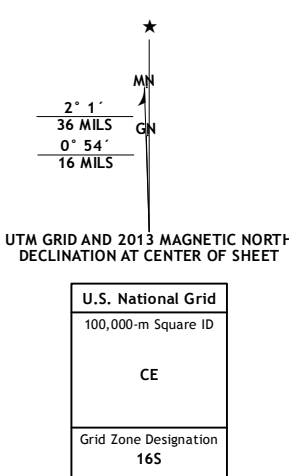 ★
MN
2° 1´
36 MILS
GN
0° 54´
16 MILS
UTM GRID AND 2013 MAGNETIC NORTH
DECLINATION AT CENTER OF SHEET
U.S. National Grid
100,000-m Square ID
CE
Grid Zone Designation
16S